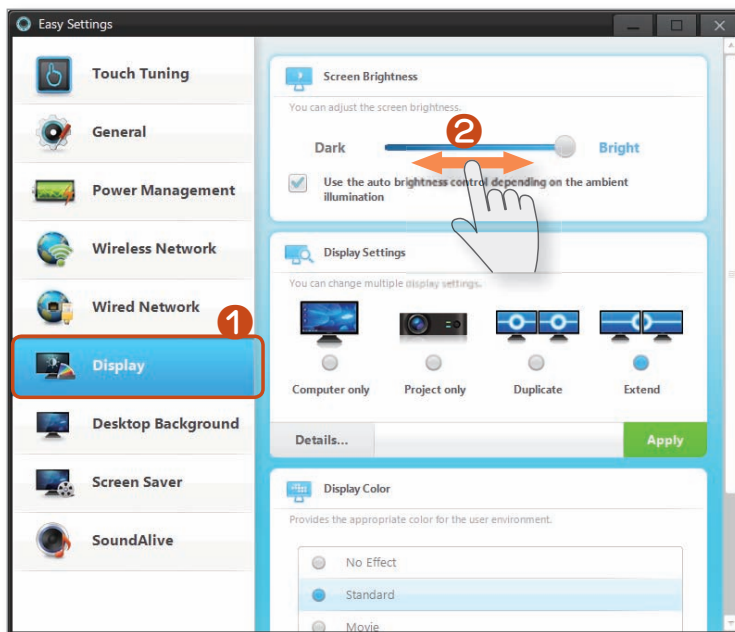 Easy Settings
Touch Tuning
General
Power Management
Wireless Network
Wired Network
1
Display
Desktop Background
Screen Saver
SoundAlive
Screen Brightness
You can adjust the screen brightness.
2
Dark
Bright
Use the auto brightness control depending on the ambient
illumination
Display Settings
You can change multiple display settings.
Computer only
Project only
Duplicate
Extend
Details...
Apply
Display Color
Provides the appropriate color for the user environment.
No Effect
Standard
Movie